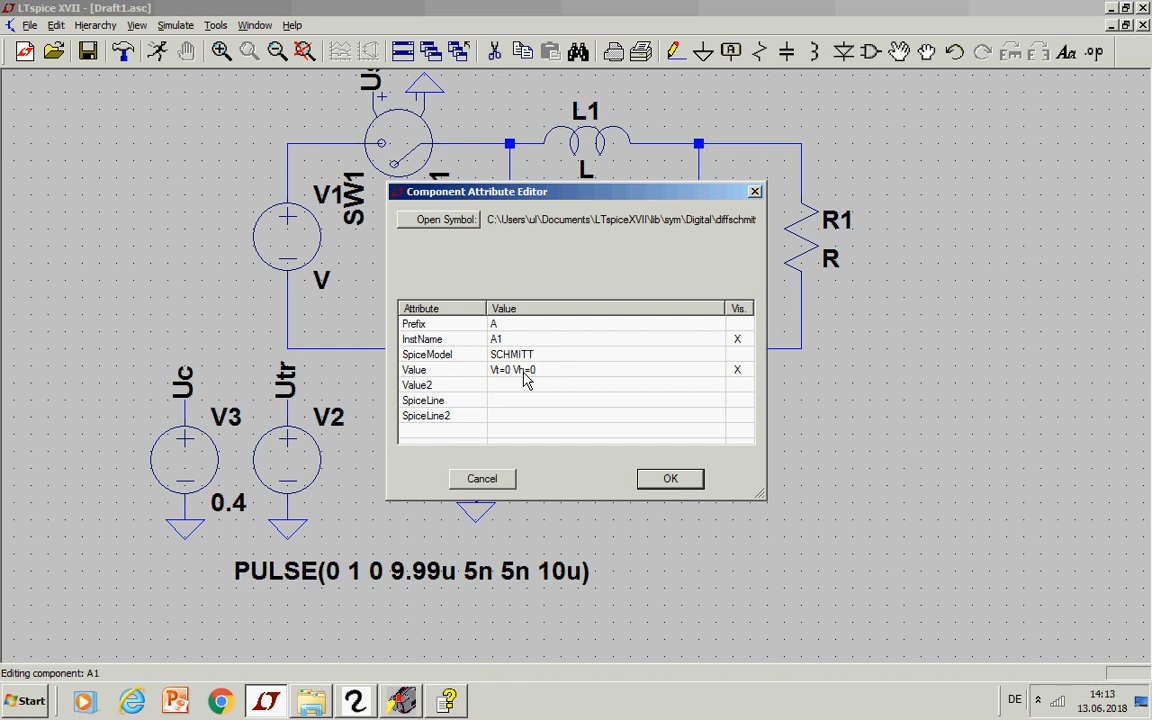 LTspice XVII - [Draft1.asc]
File Edit Hierarchy View Simulate Tools Window Help
.op
L1
L
V1
V
SW1
R1
R
Component Attribute Editor
Open Symbol:
C:\Users\ul\Documents\LTspiceXVII\lib\sym\Digital\diffschmit
Attribute Value Vis.
Prefix A
InstName A1 X
SpiceModel SCHMITT
Value Vt=0 Vh=0 X
Value2
SpiceLine
SpiceLine2
Cancel OK
Uc
Utr
V3
V2
0.4
PULSE(0 1 0 9.99u 5n 5n 10u)
Editing component: A1
Start
DE
14:13
13.06.2018